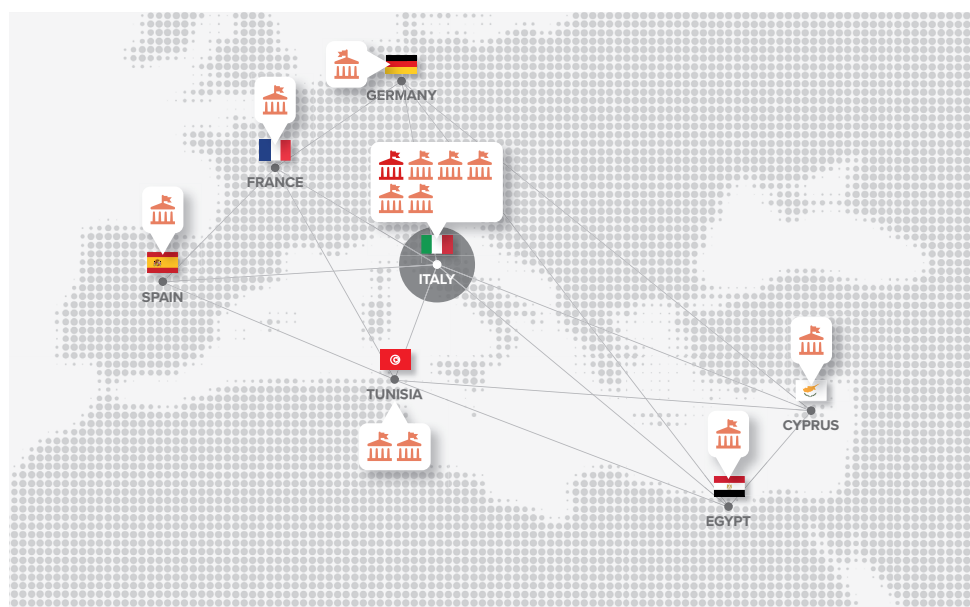 GERMANY
FRANCE
ITALY
SPAIN
TUNISIA
CYPRUS
EGYPT